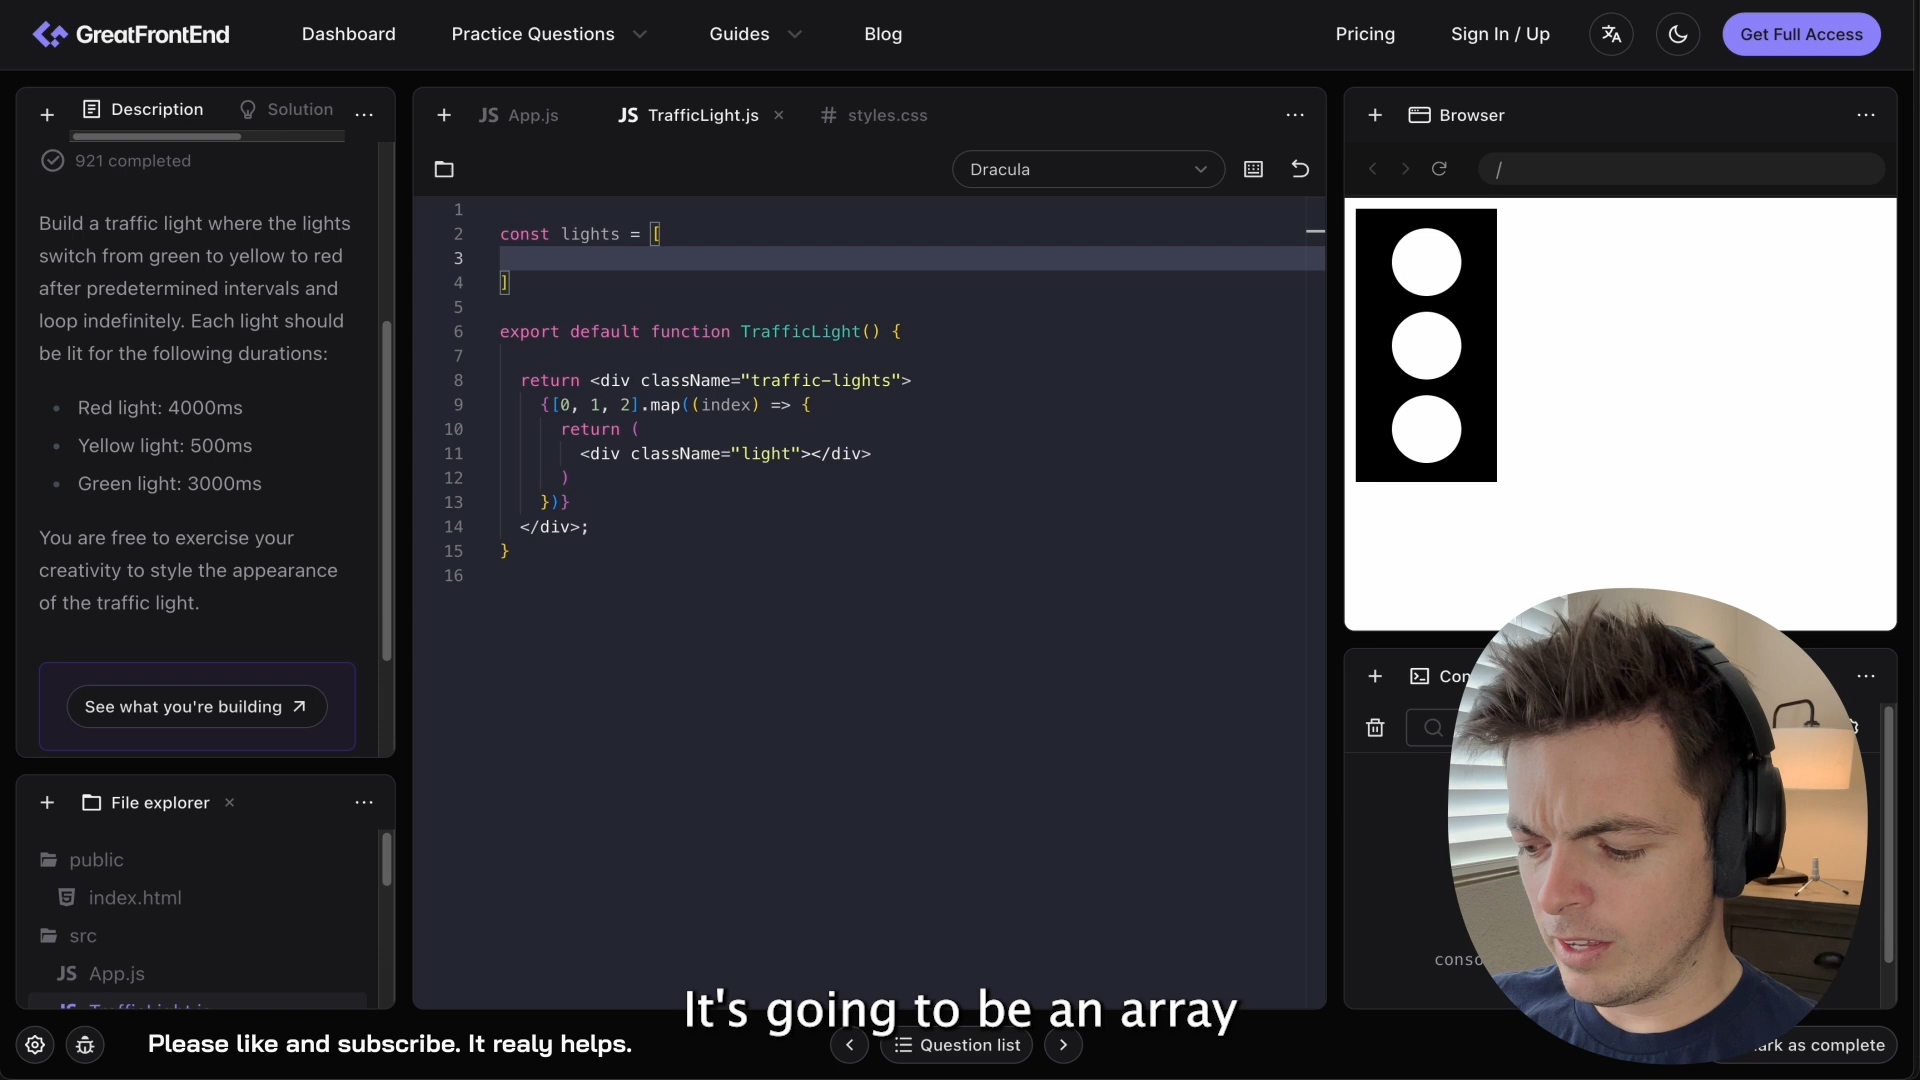 GreatFrontEnd
Dashboard
Practice Questions
Guides
Blog
Pricing
Sign In / Up
Get Full Access
Description
Solution
921 completed
Build a traffic light where the lights
switch from green to yellow to red
after predetermined intervals and
loop indefinitely. Each light should
be lit for the following durations:
Red light: 4000ms
Yellow light: 500ms
Green light: 3000ms
You are free to exercise your
creativity to style the appearance
of the traffic light.
See what you're building
File explorer
public
index.html
src
JS App.js
JS App.js
JS TrafficLight.js
# styles.css
Dracula
1
2 const lights = [
3
4 ]
5
6 export default function TrafficLight() {
7
8 return <div className="traffic-lights">
9 {[0, 1, 2].map((index) => {
10 return (
11 <div className="light"></div>
12 )
13 })}
14 </div>;
15 }
16
Browser
/
It's going to be an array
Please like and subscribe. It realy helps.
Question list
as complete